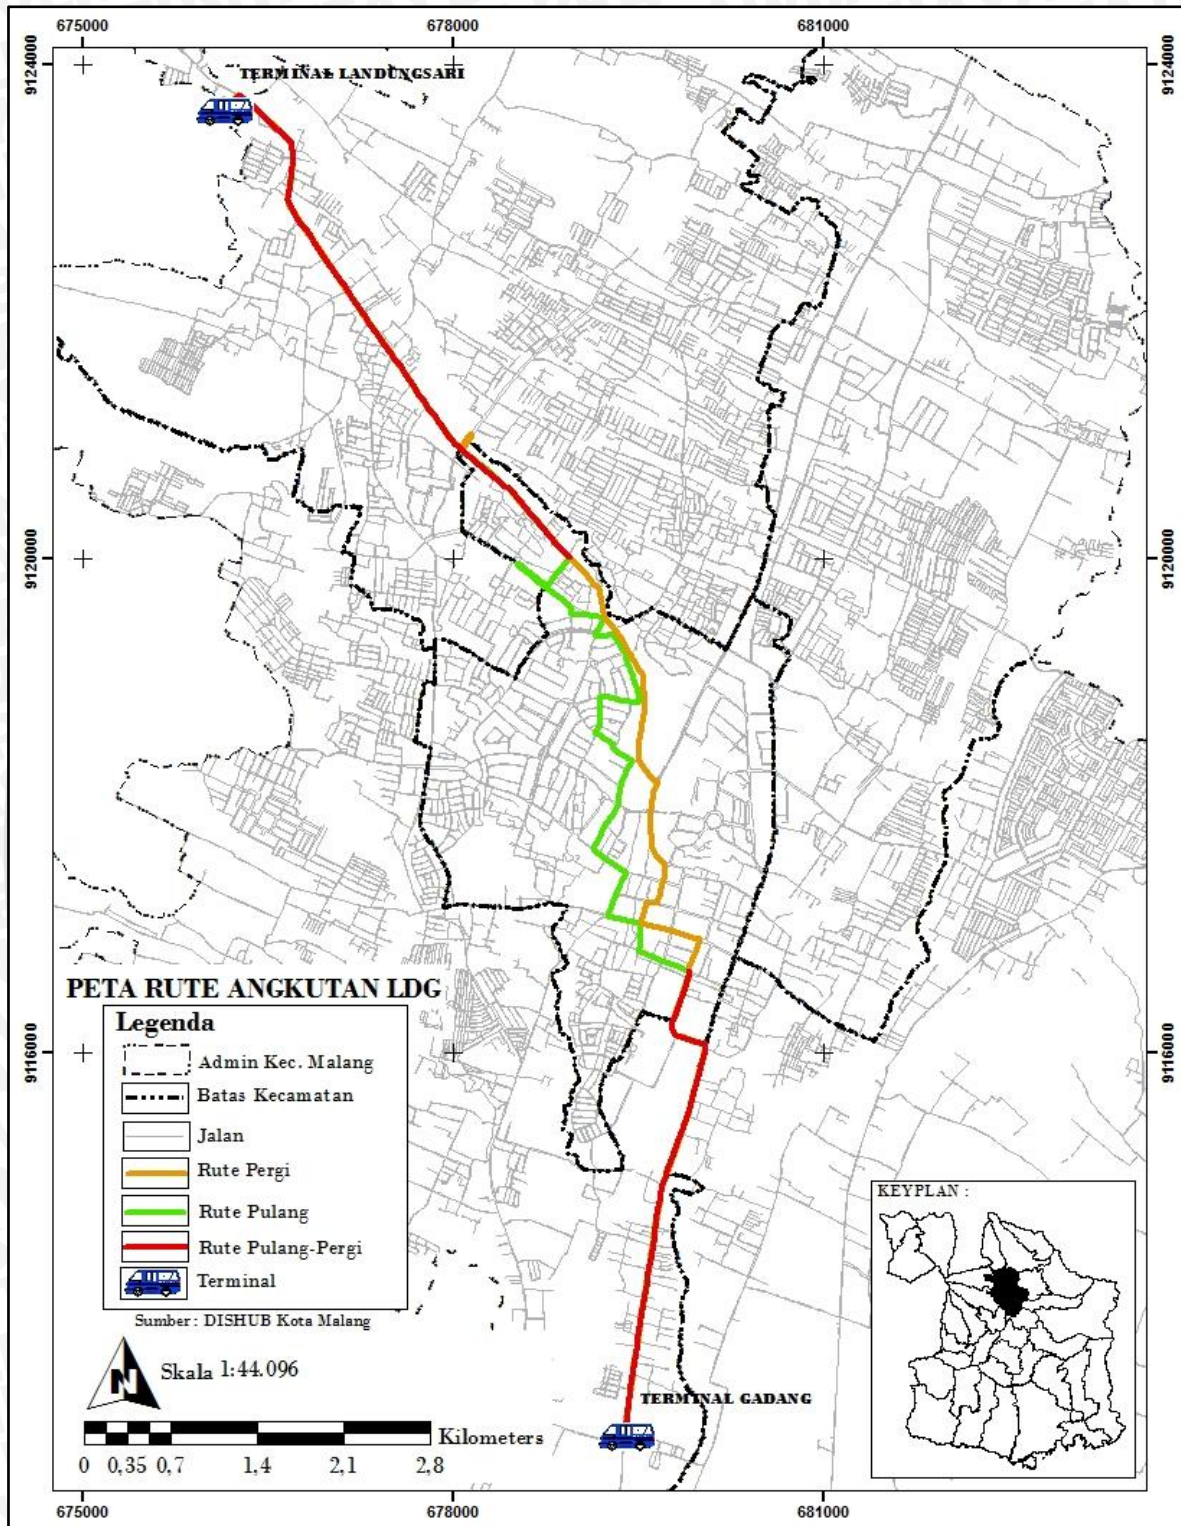 675000 678000 681000
9124000 9124000
TERMINAL LANDUNGSARI
9120000 9120000
PETA RUTE ANGKUTAN LDG
Legenda
Admin Kec. Malang
Batas Kecamatan
Jalan
Rute Pergi
Rute Pulang
Rute Pulang-Pergi
Terminal
9116000 9116000
Sumber : DISHUB Kota Malang
N
Skala 1:44.096
Kilometers
0 0,35 0,7 1,4 2,1 2,8
TERMINAL GADANG
KEYPLAN :
675000 678000 681000